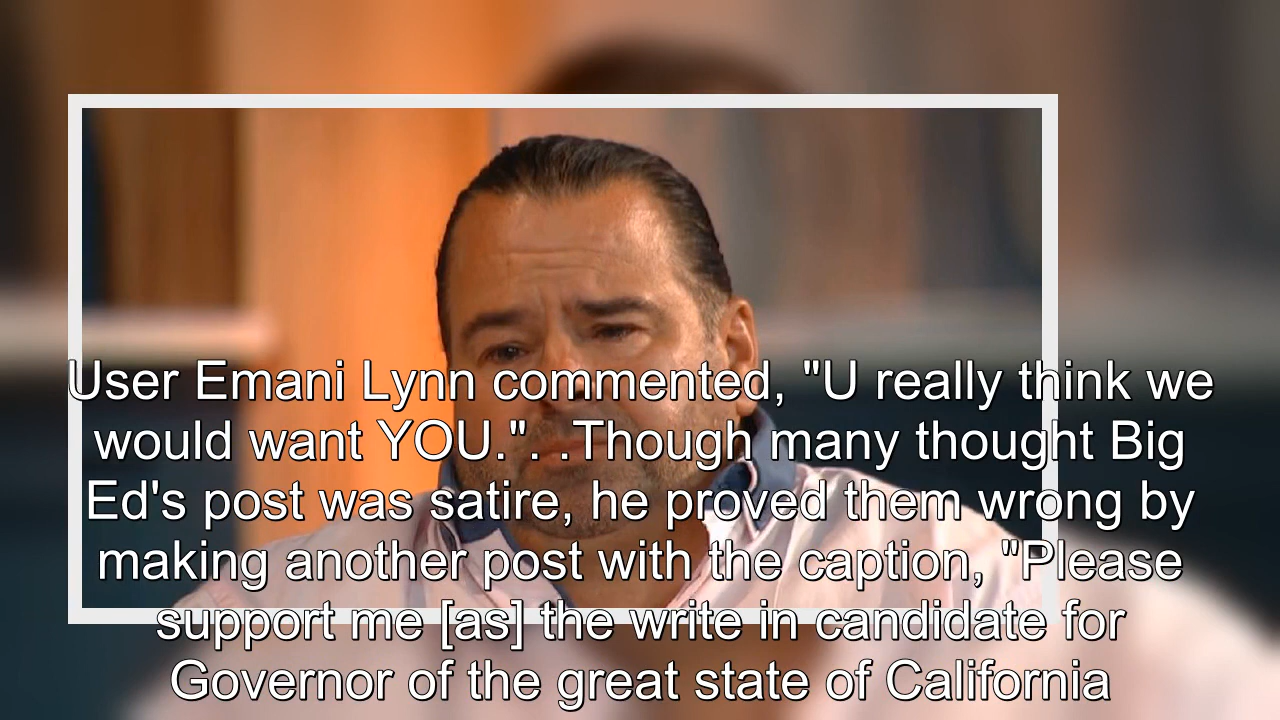 User Emani Lynn commented, "U really think we
would want YOU.". .Though many thought Big
Ed's post was satire, he proved them wrong by
making another post with the caption, "Please
support me [as] the write in candidate for
Governor of the great state of California